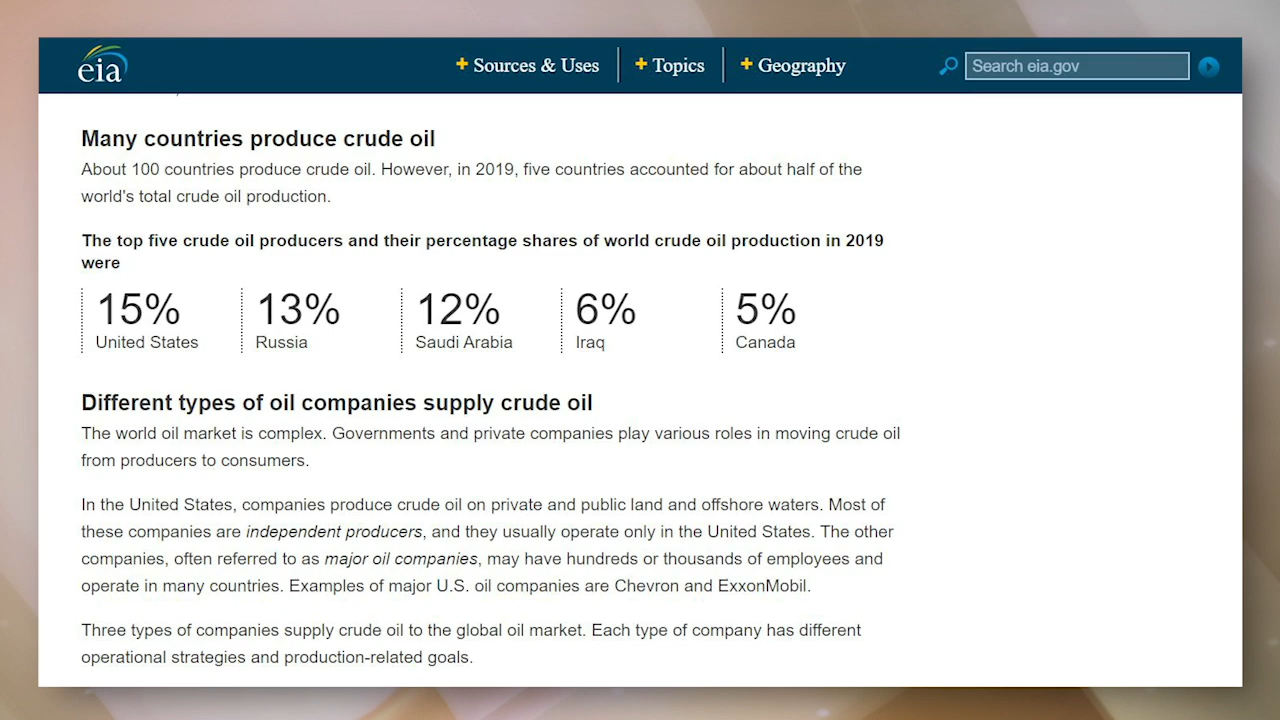 eia
+ Sources & Uses
+ Topics
+ Geography
Search eia.gov
Many countries produce crude oil
About 100 countries produce crude oil. However, in 2019, five countries accounted for about half of the
world's total crude oil production.
The top five crude oil producers and their percentage shares of world crude oil production in 2019
were
15%
United States
13%
Russia
12%
Saudi Arabia
6%
Iraq
5%
Canada
Different types of oil companies supply crude oil
The world oil market is complex. Governments and private companies play various roles in moving crude oil
from producers to consumers.
In the United States, companies produce crude oil on private and public land and offshore waters. Most of
these companies are independent producers, and they usually operate only in the United States. The other
companies, often referred to as major oil companies, may have hundreds or thousands of employees and
operate in many countries. Examples of major U.S. oil companies are Chevron and ExxonMobil.
Three types of companies supply crude oil to the global oil market. Each type of company has different
operational strategies and production-related goals.